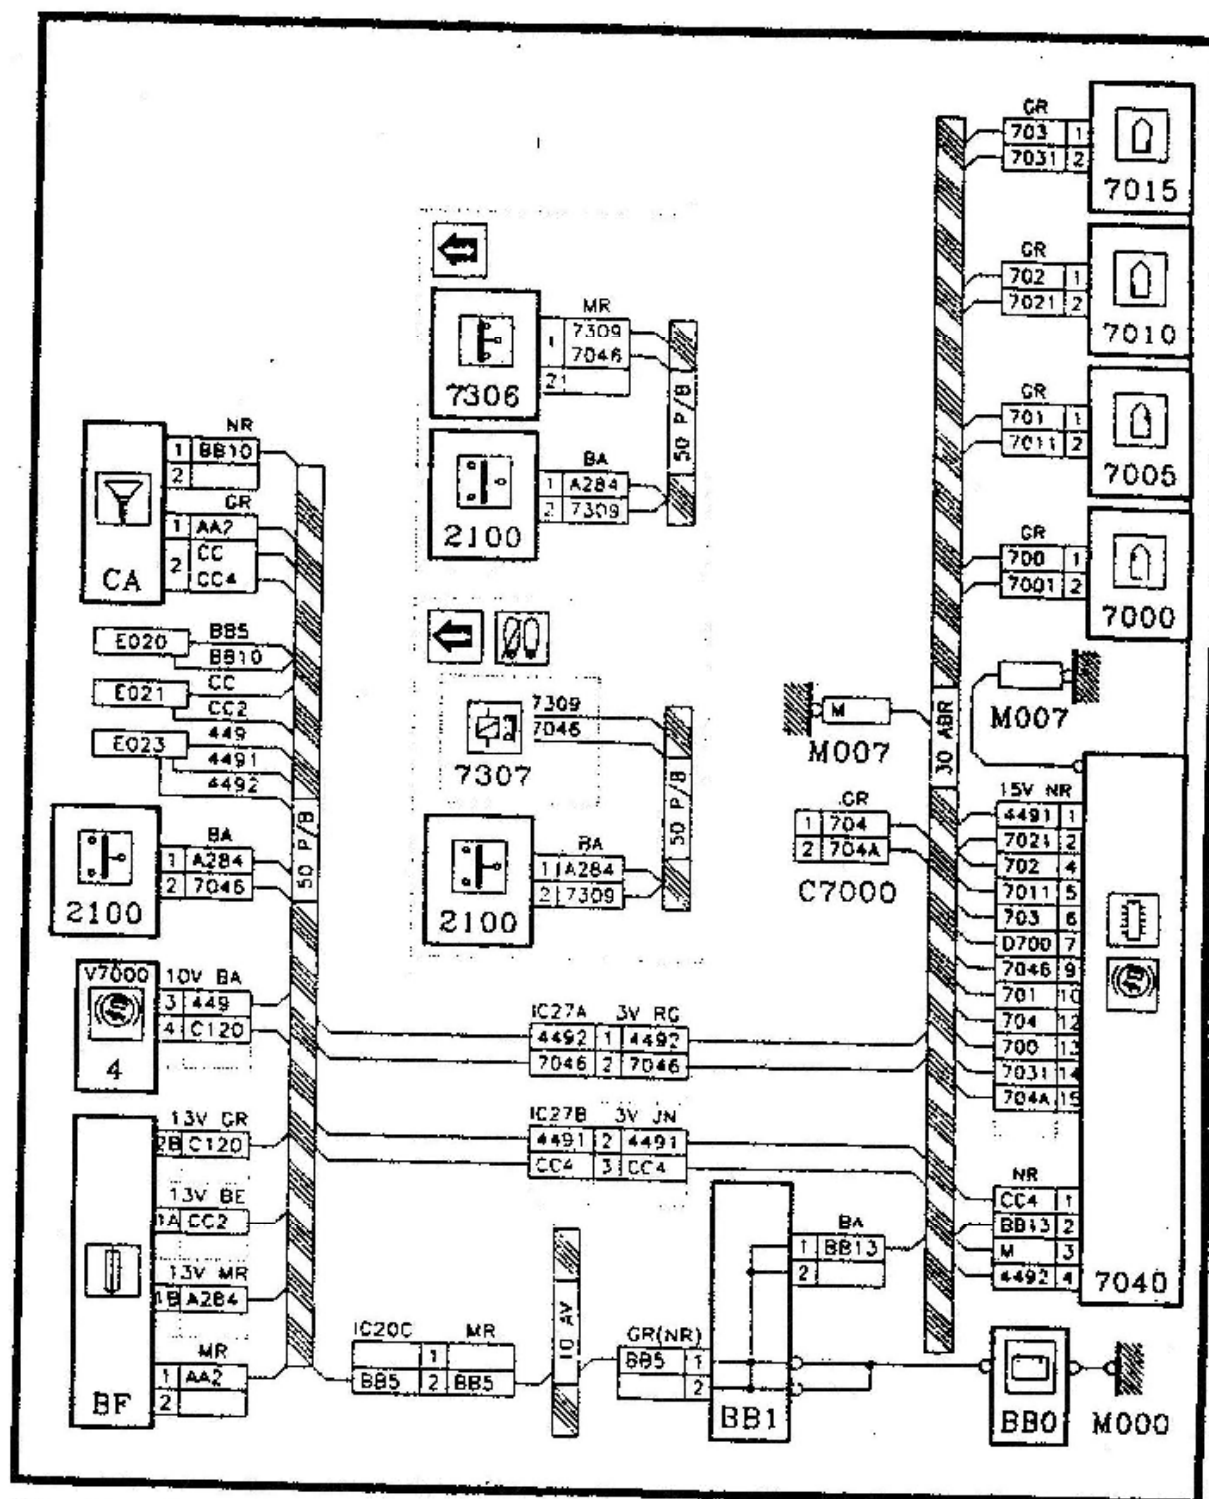 GR
703 1
7031 2
7015
GR
702 1
7021 2
7010
GR
701 1
7011 2
7005
GR
700 1
7001 2
7000
MR
1 7309
7046
2
7306
50 P/B
BA
1 A284
2 7309
2100
NR
1 BB10
2
GR
1 AA2
2 CC
CC4
CA
E020 BB5
BB10
E021 CC
CC2
E023 449
4491
4492
50 P/B
BA
1 A284
2 7046
2100
7309
7046
7307
50 P/B
BA
1 A284
2 7309
2100
M
M007
M007
30 ABR
GR
1 704
2 704A
C7000
15V NR
4491 1
7021 2
702 4
7011 5
703 6
D700 7
7046 9
701 10
704 12
700 13
7031 14
704A 15
NR
CC4 1
BB13 2
M 3
4492 4
7040
V7000 10V BA
3 449
4 C120
4
IC27A 3V RG
4492 1 4492
7046 2 7046
IC27B 3V JN
4491 2 4491
CC4 3 CC4
13V GR
2B C120
13V BE
1A CC2
13V MR
1B A284
MR
1 AA2
2
BF
IC20C MR
1
BB5 2 BB5
10 AV
GR(NR)
BB5 1
2
BA
1 BB13
2
BB1
BB0
M000